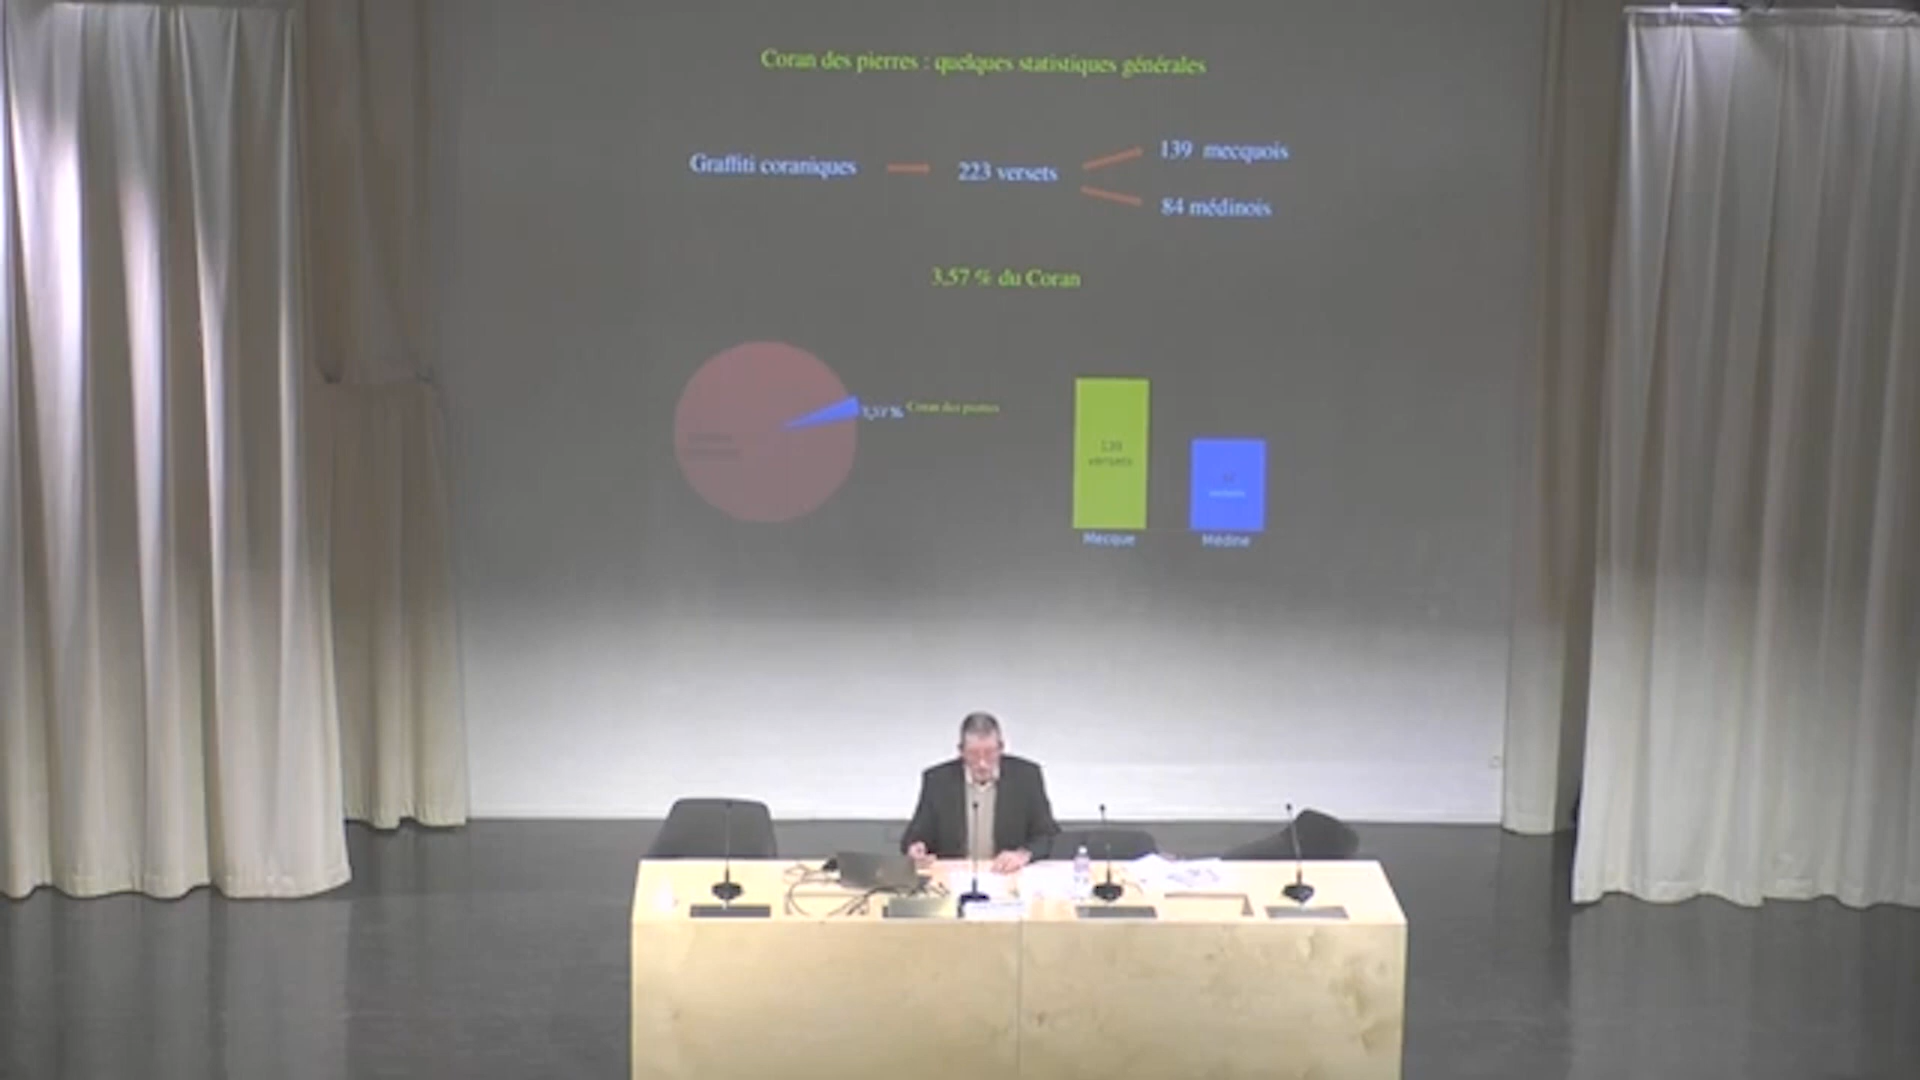 Coran des pierres : quelques statistiques générales
Graffiti coraniques
223 versets
139 mecquois
84 médinois
3,57 % du Coran
3,57 % Coran des pierres
139
versets
versets
Mecque
Médine